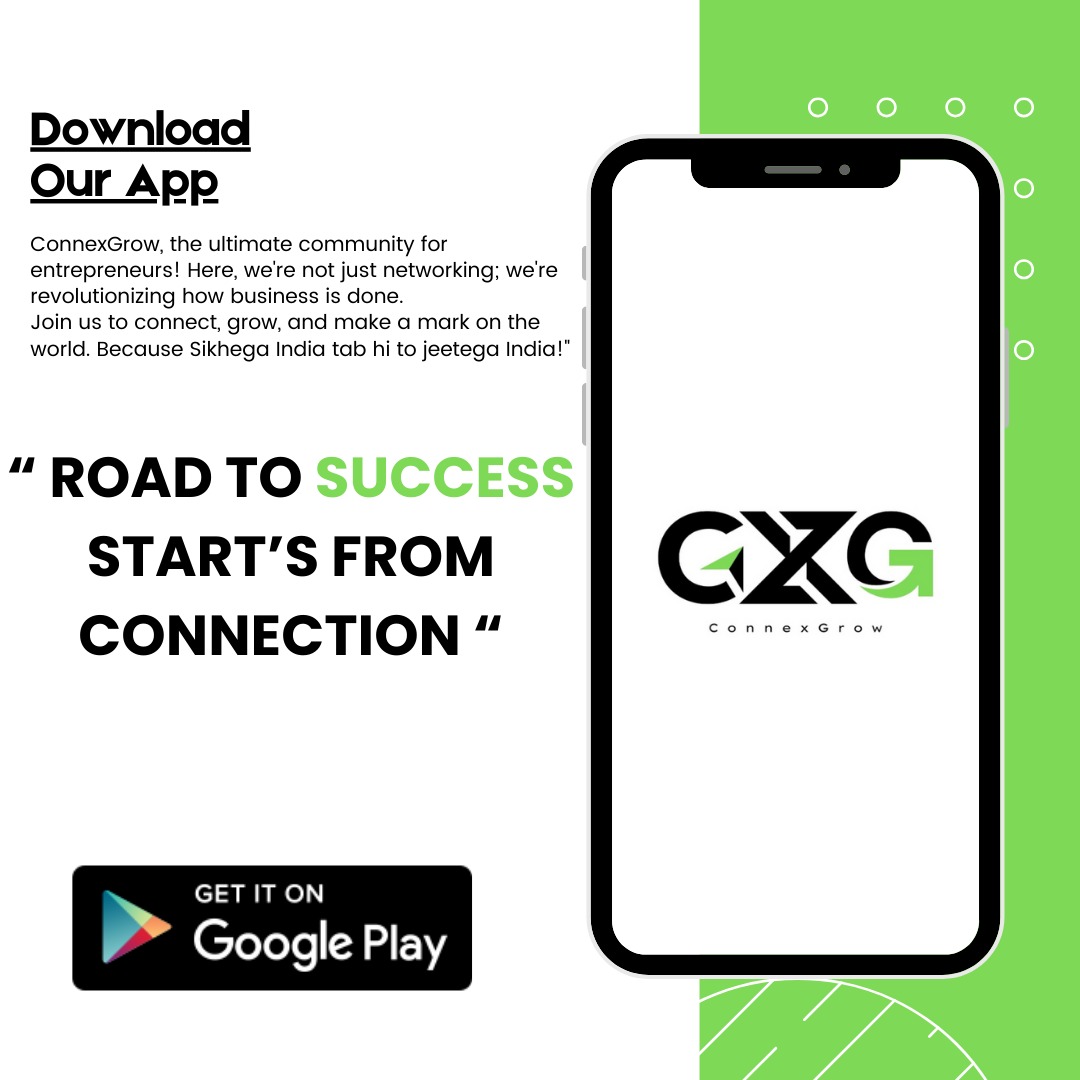 Download
Our App
ConnexGrow, the ultimate community for
entrepreneurs! Here, we're not just networking; we're
revolutionizing how business is done.
Join us to connect, grow, and make a mark on the
world. Because Sikhega India tab hi to jeetega India!"
“ ROAD TO SUCCESS
START’S FROM
CONNECTION “
CXG
ConnexGrow
GET IT ON
Google Play